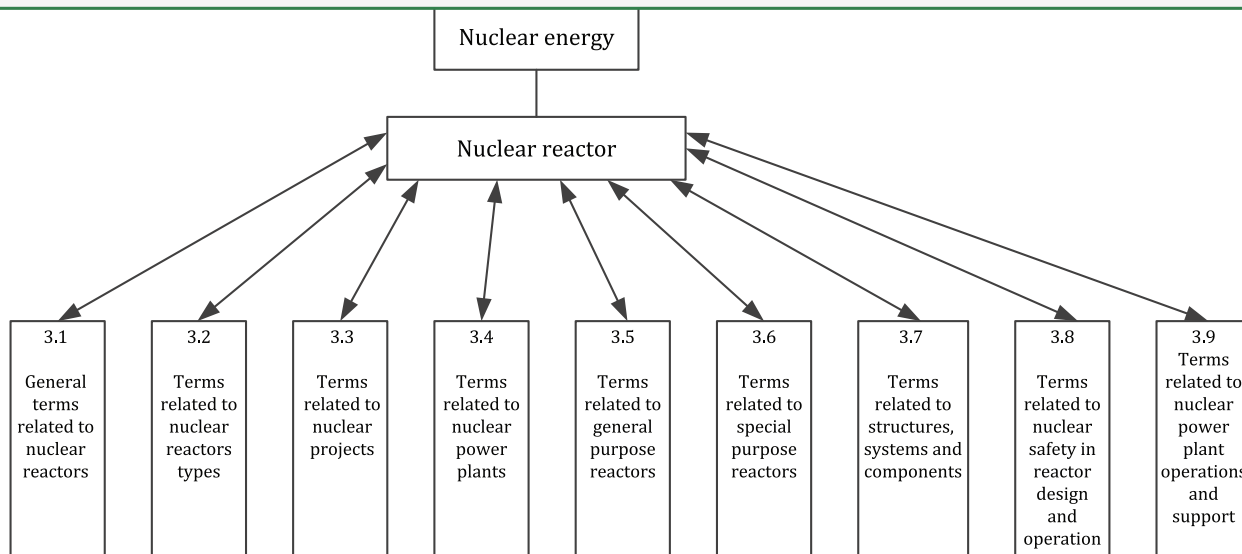 Nuclear energy
Nuclear reactor
3.1
General
terms
related to
nuclear
reactors
3.2
Terms
related to
nuclear
reactors
types
3.3
Terms
related to
nuclear
projects
3.4
Terms
related to
nuclear
power
plants
3.5
Terms
related to
general
purpose
reactors
3.6
Terms
related to
special
purpose
reactors
3.7
Terms
related to
structures,
systems and
components
3.8
Terms
related to
nuclear
safety in
reactor
design
and
operation
3.9
Terms
related to
nuclear
power
plant
operations
and
support